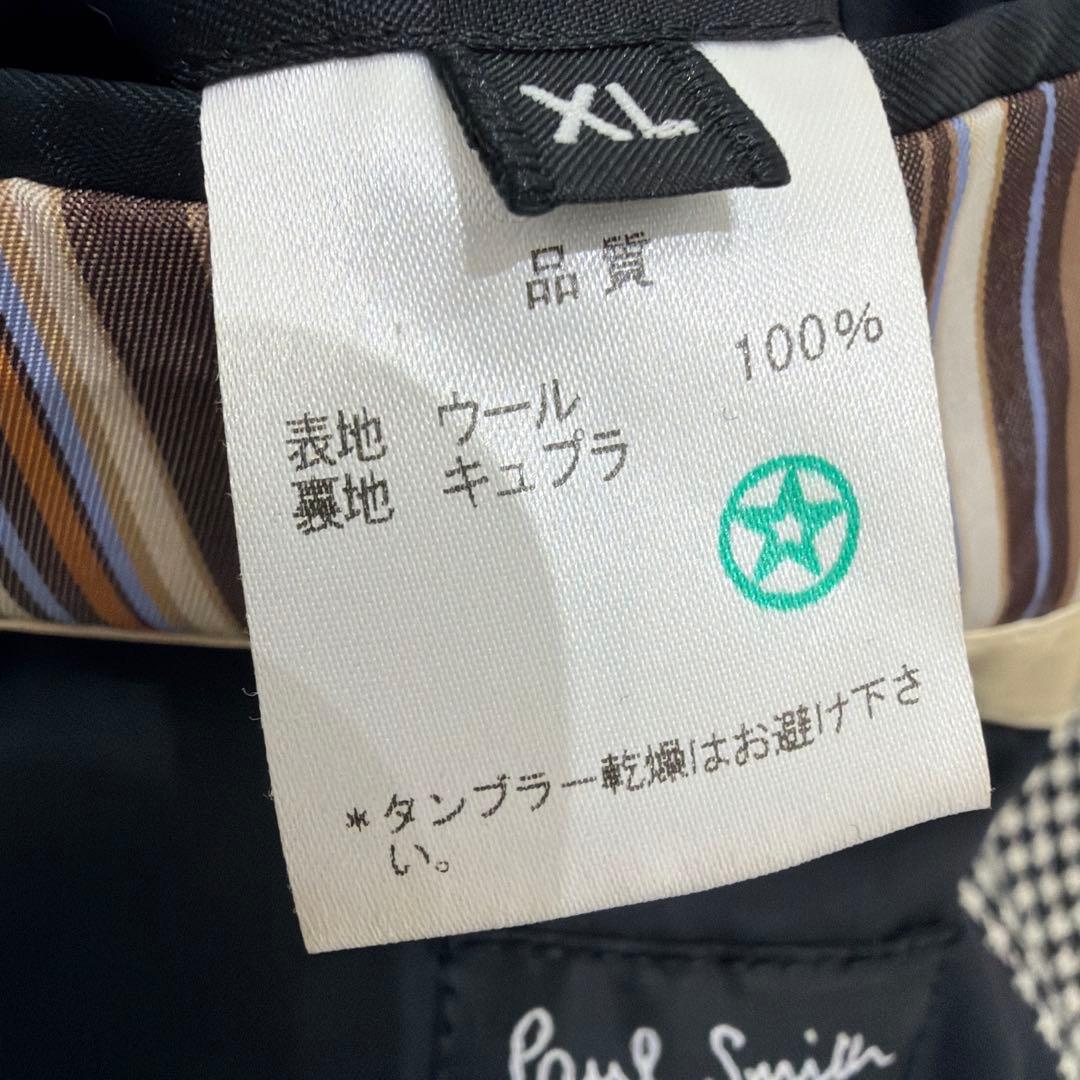 XL
品質
表地 ウール 100%
裏地 キュプラ
*タンブラー乾燥はお避け下さ
い。
Paul Smith